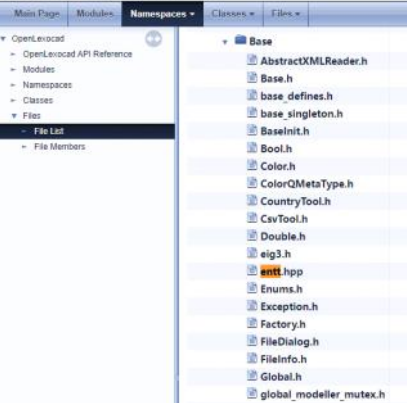 Main Page Modules Namespaces Classes Files
OpenLexocad
OpenLexocad API Reference
Modules
Namespaces
Classes
Files
File List
File Members
Base
AbstractXMLReader.h
Base.h
base_defines.h
base_singleton.h
BaseInit.h
Bool.h
Color.h
ColorQMetaType.h
CountryTool.h
CsvTool.h
Double.h
eig3.h
entt.hpp
Enums.h
Exception.h
Factory.h
FileDialog.h
FileInfo.h
Global.h
global_modeller_mutex.h